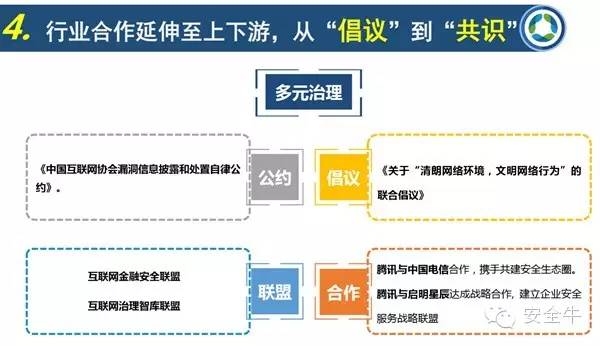 4. 行业合作延伸至上下游，从“倡议”到“共识”
多元治理
《中国互联网协会漏洞信息披露和处置自律公
约》。
公约
倡议
《关于“清朗网络环境，文明网络行为”的
联合倡议》
互联网金融安全联盟
互联网治理智库联盟
联盟
合作
腾讯与中国电信合作，携手共建安全生态圈。
腾讯与启明星辰达成战略合作，建立企业安全
服务战略联盟
安全牛